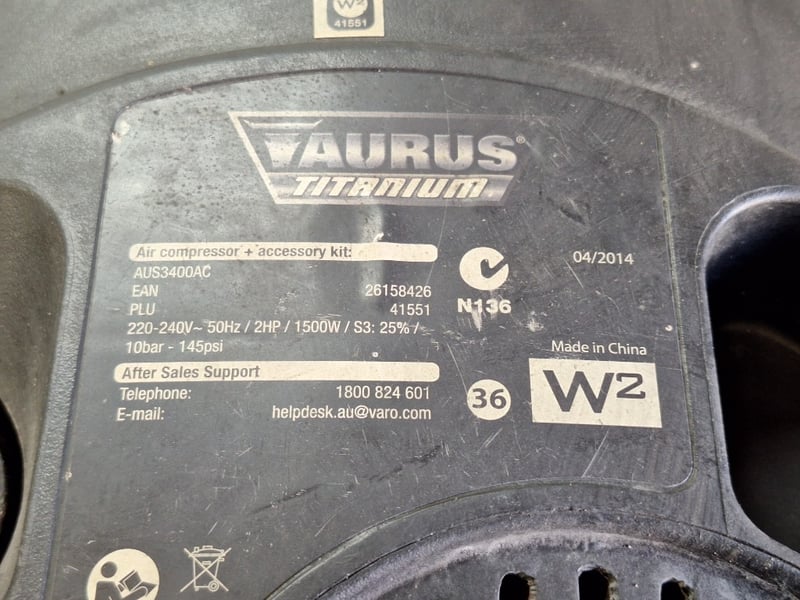 W2
41551
TAURUS®
TITANIUM
Air compressor + accessory kit:
AUS3400AC
EAN 26158426
PLU 41551
220-240V~ 50Hz / 2HP / 1500W / S3: 25% /
10bar - 145psi
After Sales Support
Telephone: 1800 824 601
E-mail: helpdesk.au@varo.com
N136
04/2014
Made in China
36
W2